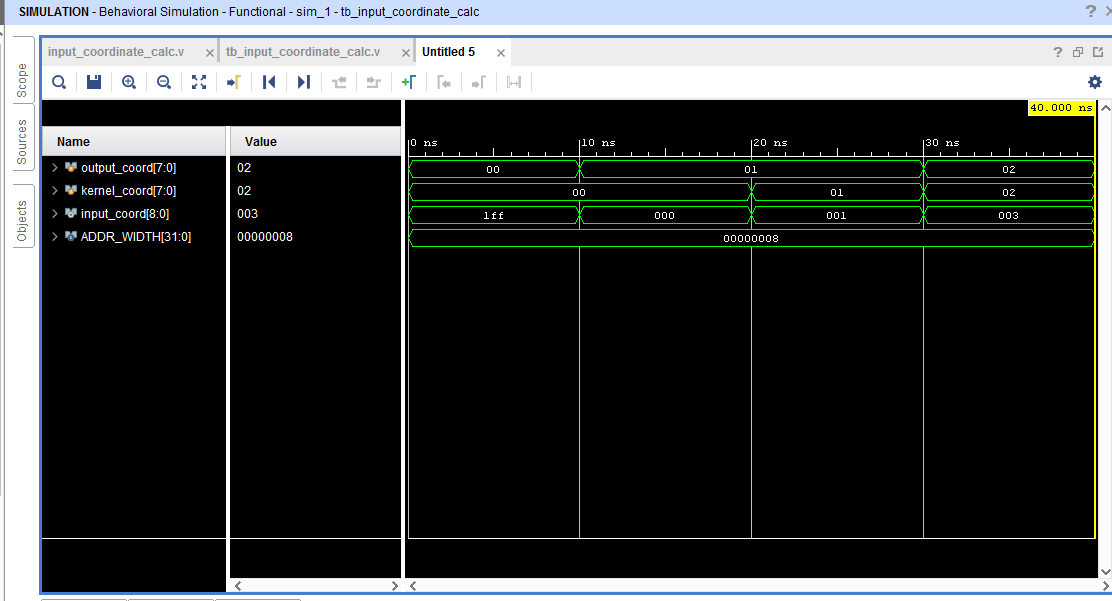 SIMULATION - Behavioral Simulation - Functional - sim_1 - tb_input_coordinate_calc
?
input_coordinate_calc.v tb_input_coordinate_calc.v Untitled 5 ?
Scope
Sources
Objects
40.000 ns
Name Value
0 ns 10 ns 20 ns 30 ns
output_coord[7:0] 02 00 01 02
kernel_coord[7:0] 02 00 01 02
input_coord[8:0] 003 1ff 000 001 003
ADDR_WIDTH[31:0] 00000008 00000008